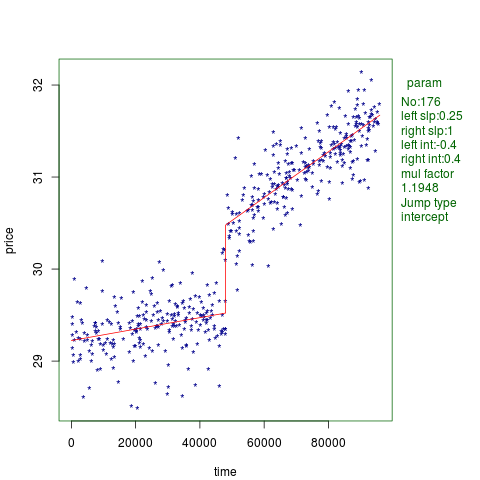 param
No:176
left slp:0.25
right slp:1
left int:-0.4
right int:0.4
mul factor
1.1948
Jump type
intercept
price
32
31
30
29
0 20000 40000 60000 80000
time